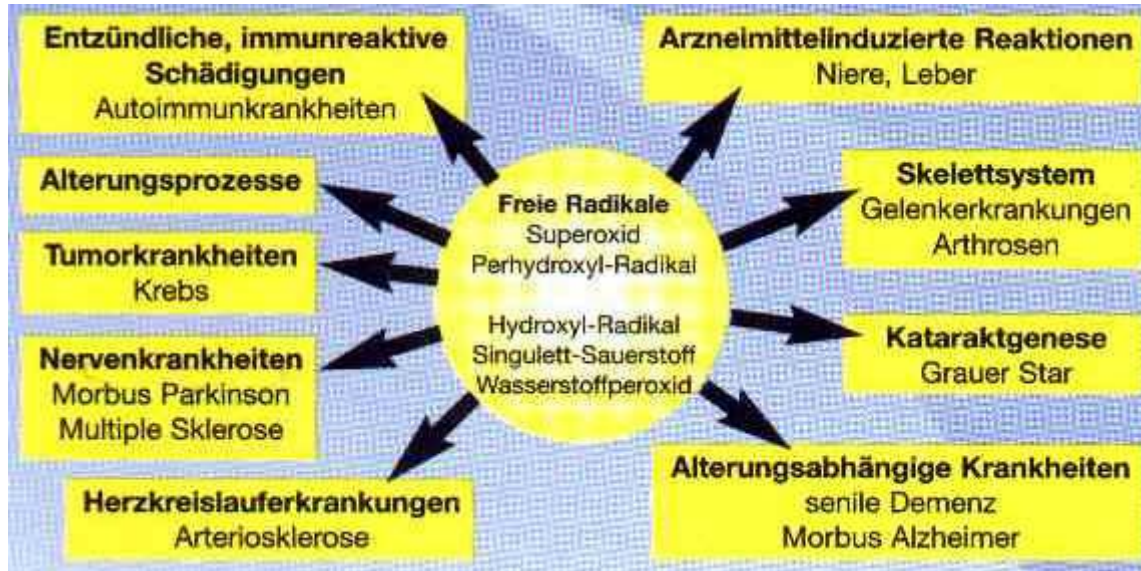 Entzündliche, immunreaktive
Schädigungen
Autoimmunkrankheiten
Alterungsprozesse
Tumorkrankheiten
Krebs
Nervenkrankheiten
Morbus Parkinson
Multiple Sklerose
Herzkreislauferkrankungen
Arteriosklerose
Freie Radikale
Superoxid
Perhydroxyl-Radikal
Hydroxyl-Radikal
Singulett-Sauerstoff
Wasserstoffperoxid
Arzneimittelinduzierte Reaktionen
Niere, Leber
Skelettsystem
Gelenkerkrankungen
Arthrosen
Kataraktgenese
Grauer Star
Alterungsabhängige Krankheiten
senile Demenz
Morbus Alzheimer